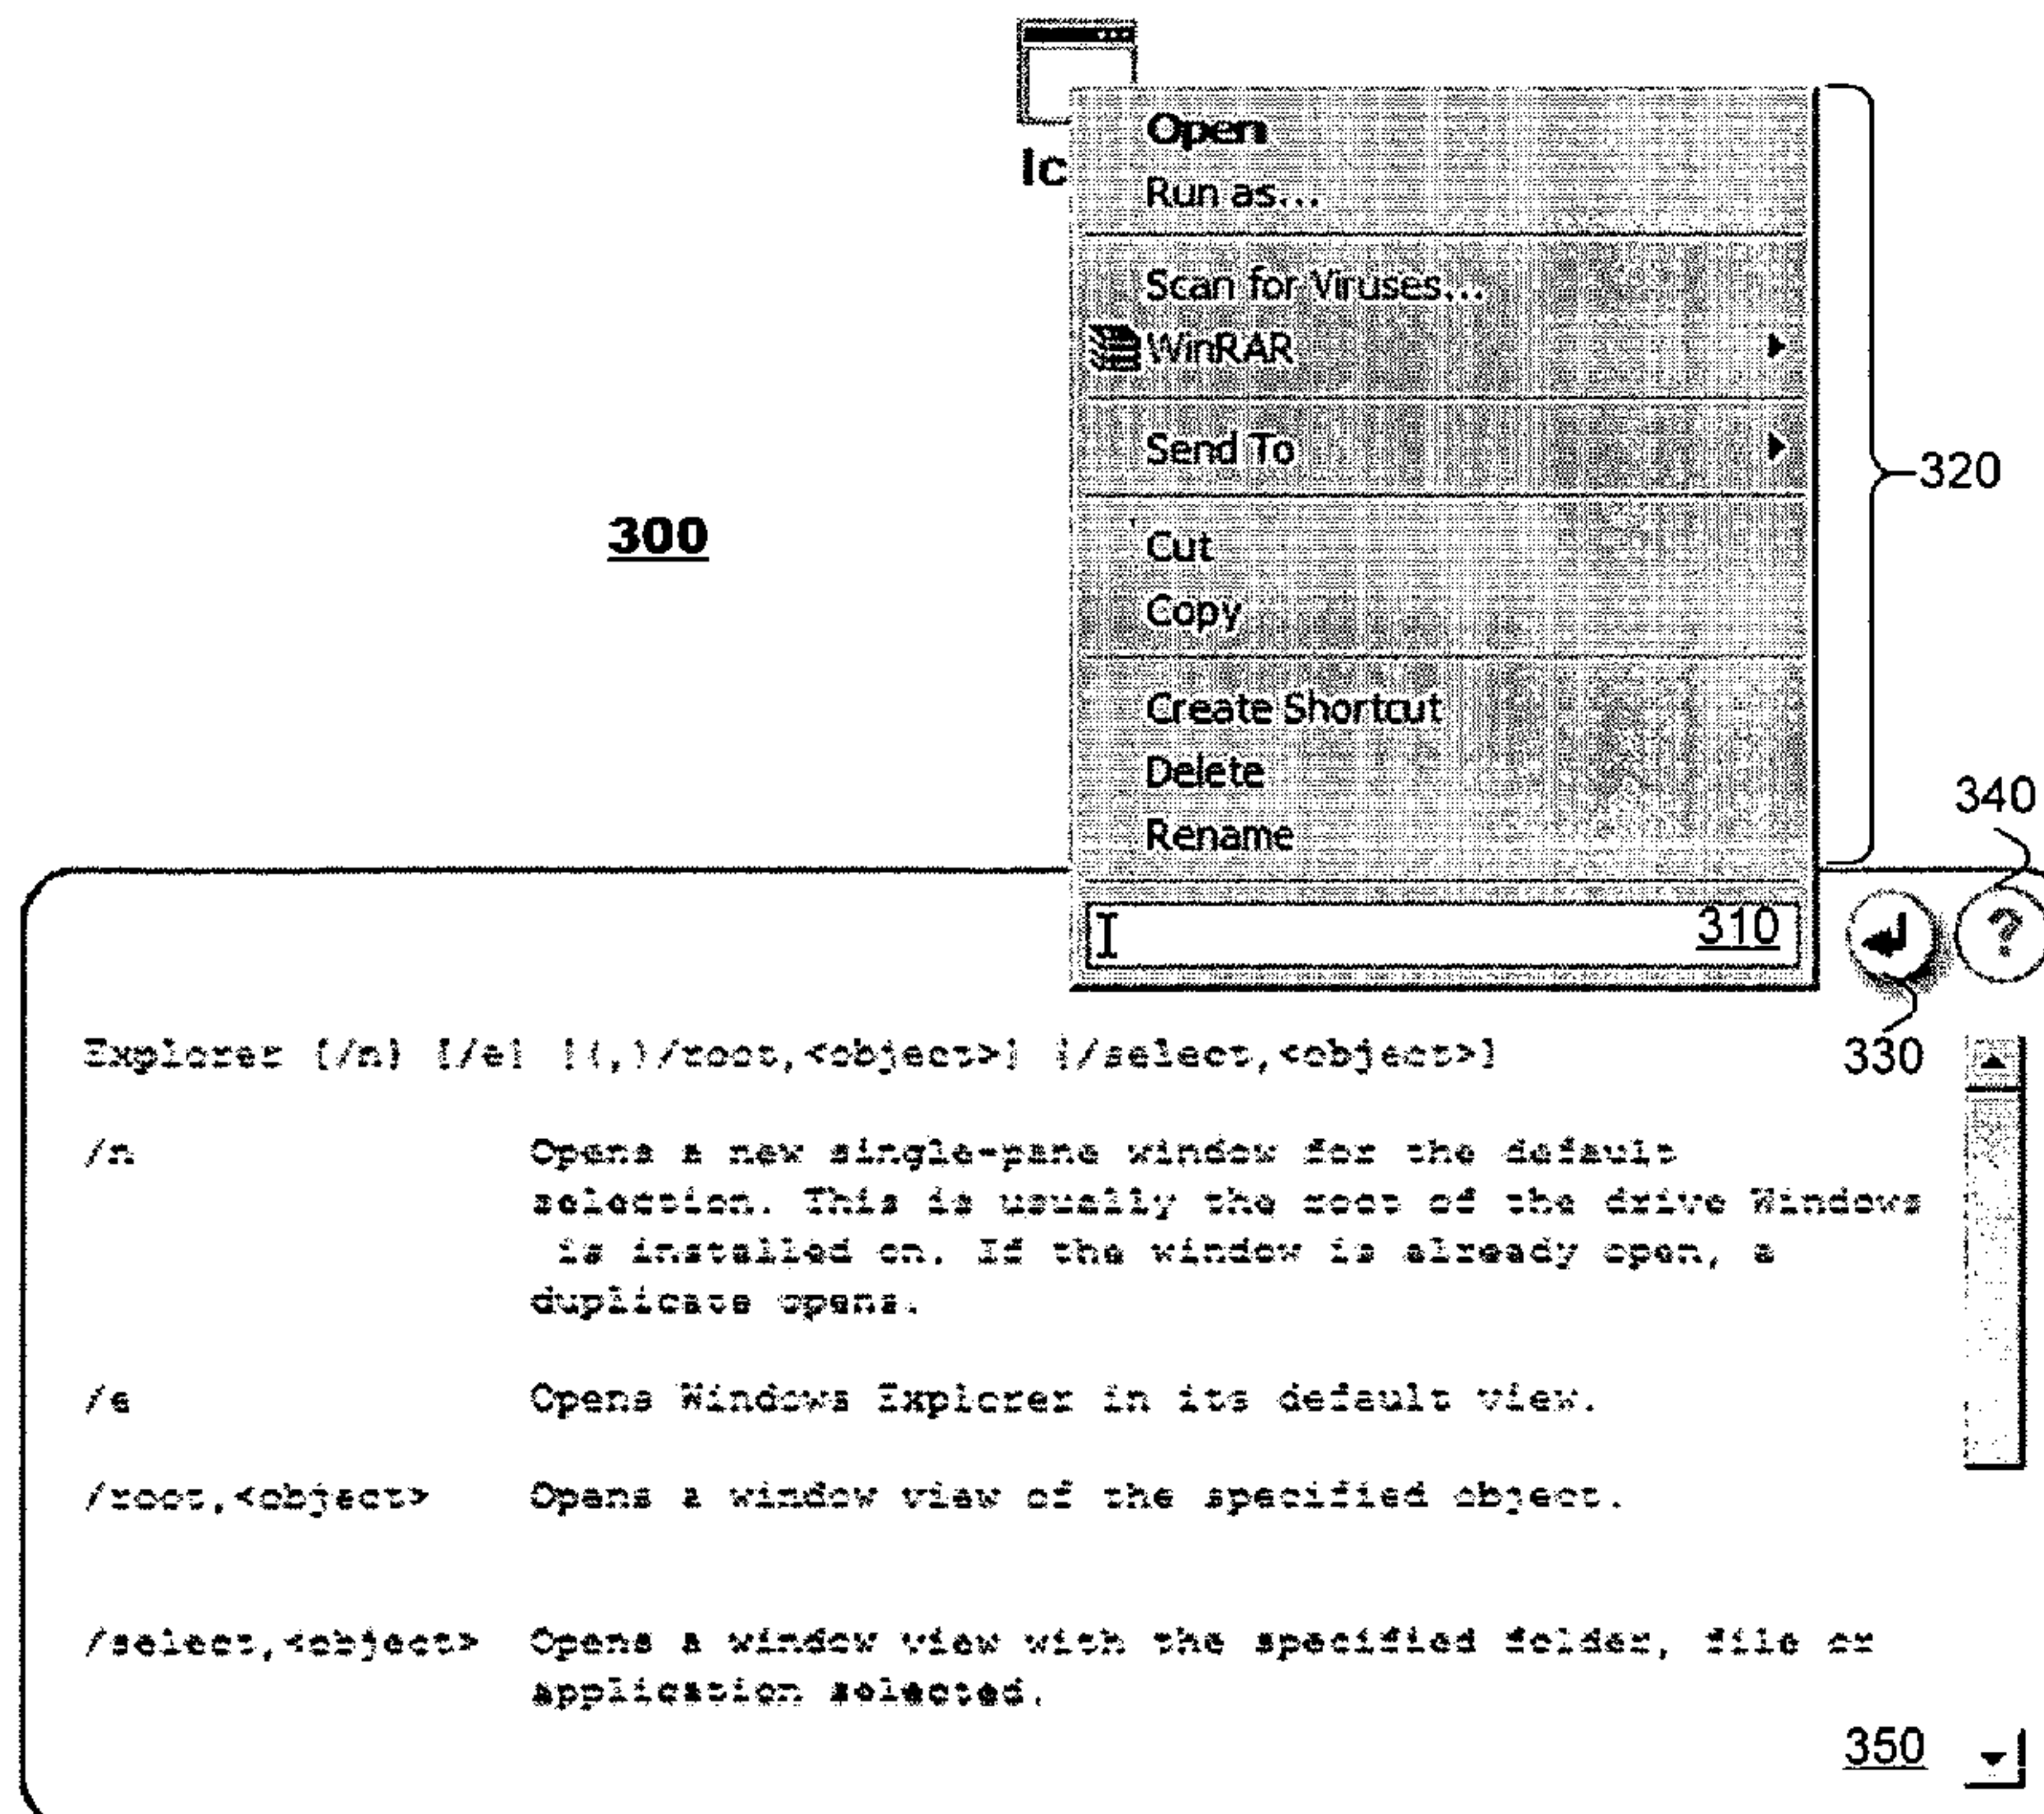 Ic
Open
Run as...
Scan for Viruses...
WinRAR
Send To
320
300
Cut
Copy
Create Shortcut
Delete
Rename
340
310
?
330
Explorer [/n] [/e] [(,)/root,<object>] [/select,<object>]
/n Opens a new single-pane window for the default
selection. This is usually the root of the drive Windows
is installed on. If the window is already open, a
duplicate opens.
/e Opens Windows Explorer in its default view.
/root,<object> Opens a window view of the specified object.
/select,<object> Opens a window view with the specified folder, file or
application selected.
350